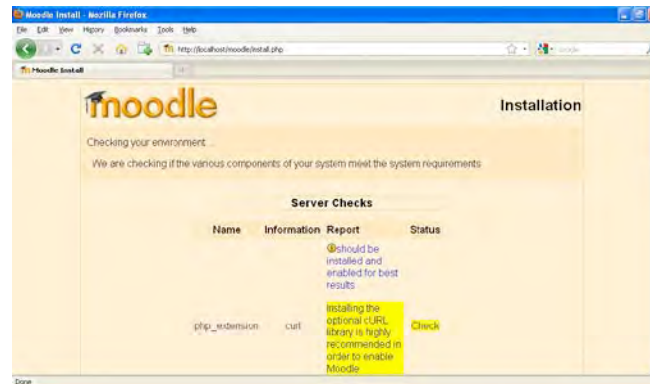 Moodle Install - Mozilla Firefox
File Edit View History Bookmarks Tools Help
http://localhost/moodle/install.php
Moodle Install
moodle
Installation
Checking your environment ...
We are checking if the various components of your system meet the system requirements
Server Checks
Name Information Report Status
should be
installed and
enabled for best
results
php_extension curl
Installing the
optional cURL
library is highly
recommended in
order to enable
Moodle
Check
Done